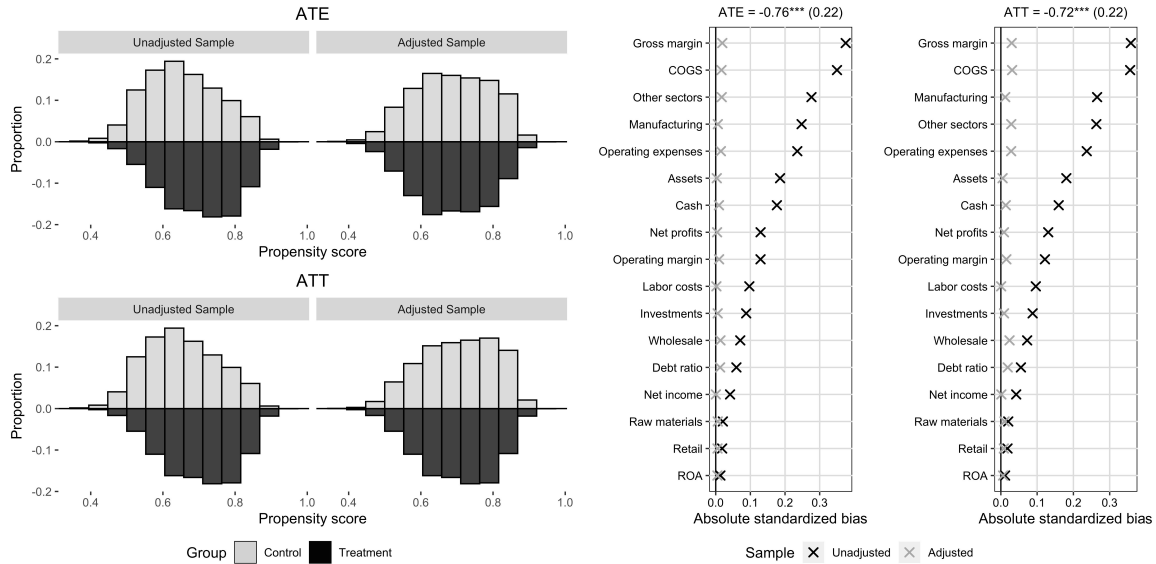 ATE
Unadjusted Sample
Adjusted Sample
Proportion
0.2
0.1
0.0
-0.1
-0.2
0.4
0.6
0.8
1.0
0.4
0.6
0.8
1.0
Propensity score
ATT
Unadjusted Sample
Adjusted Sample
Proportion
0.2
0.1
0.0
-0.1
-0.2
0.4
0.6
0.8
1.0
0.4
0.6
0.8
1.0
Propensity score
Group
Control
Treatment
ATE = -0.76*** (0.22)
Gross margin
COGS
Other sectors
Manufacturing
Operating expenses
Assets
Cash
Net profits
Operating margin
Labor costs
Investments
Wholesale
Debt ratio
Net income
Raw materials
Retail
ROA
0.0
0.1
0.2
0.3
Absolute standardized bias
ATT = -0.72*** (0.22)
Gross margin
COGS
Manufacturing
Other sectors
Operating expenses
Assets
Cash
Net profits
Operating margin
Labor costs
Investments
Wholesale
Debt ratio
Net income
Raw materials
Retail
ROA
0.0
0.1
0.2
0.3
Absolute standardized bias
Sample
Unadjusted
Adjusted